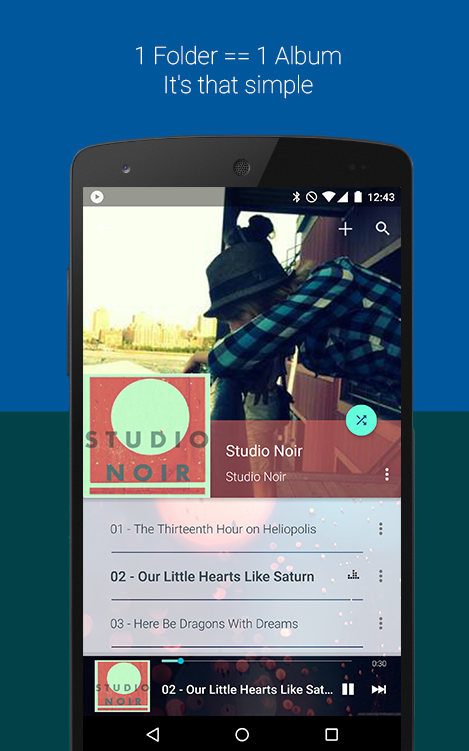 1 Folder == 1 Album
It's that simple
12:43
STUDIO
NOIR
Studio Noir
Studio Noir
01 - The Thirteenth Hour on Heliopolis
02 - Our Little Hearts Like Saturn
03 - Here Be Dragons With Dreams
STUDIO
NOIR
0:30
02 - Our Little Hearts Like Sat...